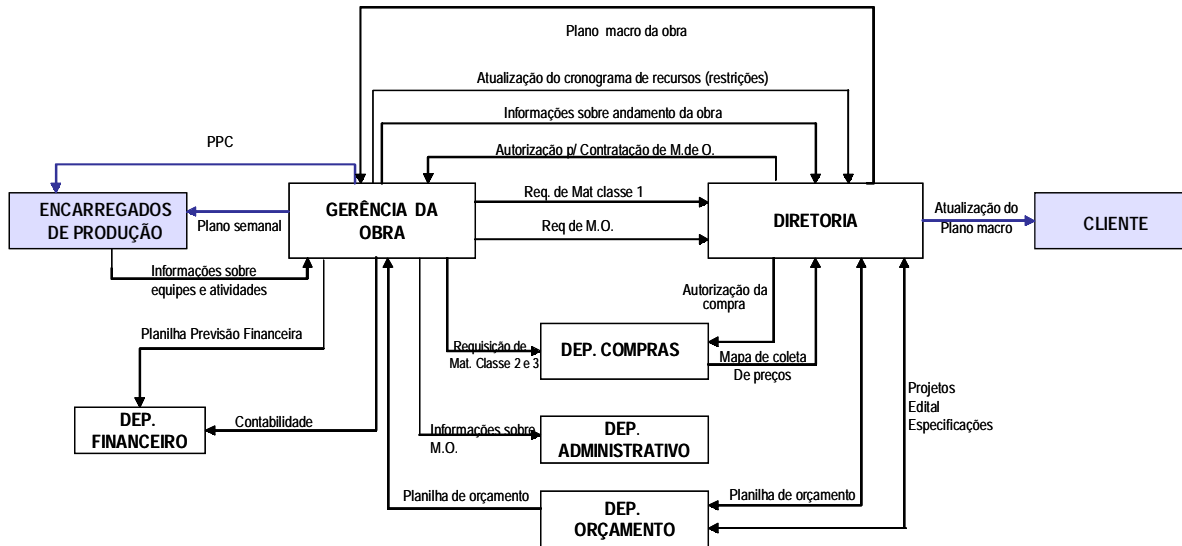 Plano macro da obra
Atualização do cronograma de recursos (restrições)
Informações sobre andamento da obra
PPC
Autorização p/ Contratação de M.de O.
ENCARREGADOS
DE PRODUÇÃO
Plano semanal
GERÊNCIA DA
OBRA
Req. de Mat classe 1
Req de M.O.
DIRETORIA
Atualização do
Plano macro
CLIENTE
Informações sobre
equipes e atividades
Autorização da
compra
Planilha Previsão Financeira
Requisição de
Mat. Classe 2 e 3
DEP. COMPRAS
Mapa de coleta
De preços
Projetos
Edital
Especificações
DEP.
FINANCEIRO
Contabilidade
Informações sobre
M.O.
DEP.
ADMINISTRATIVO
Planilha de orçamento
DEP.
ORÇAMENTO
Planilha de orçamento